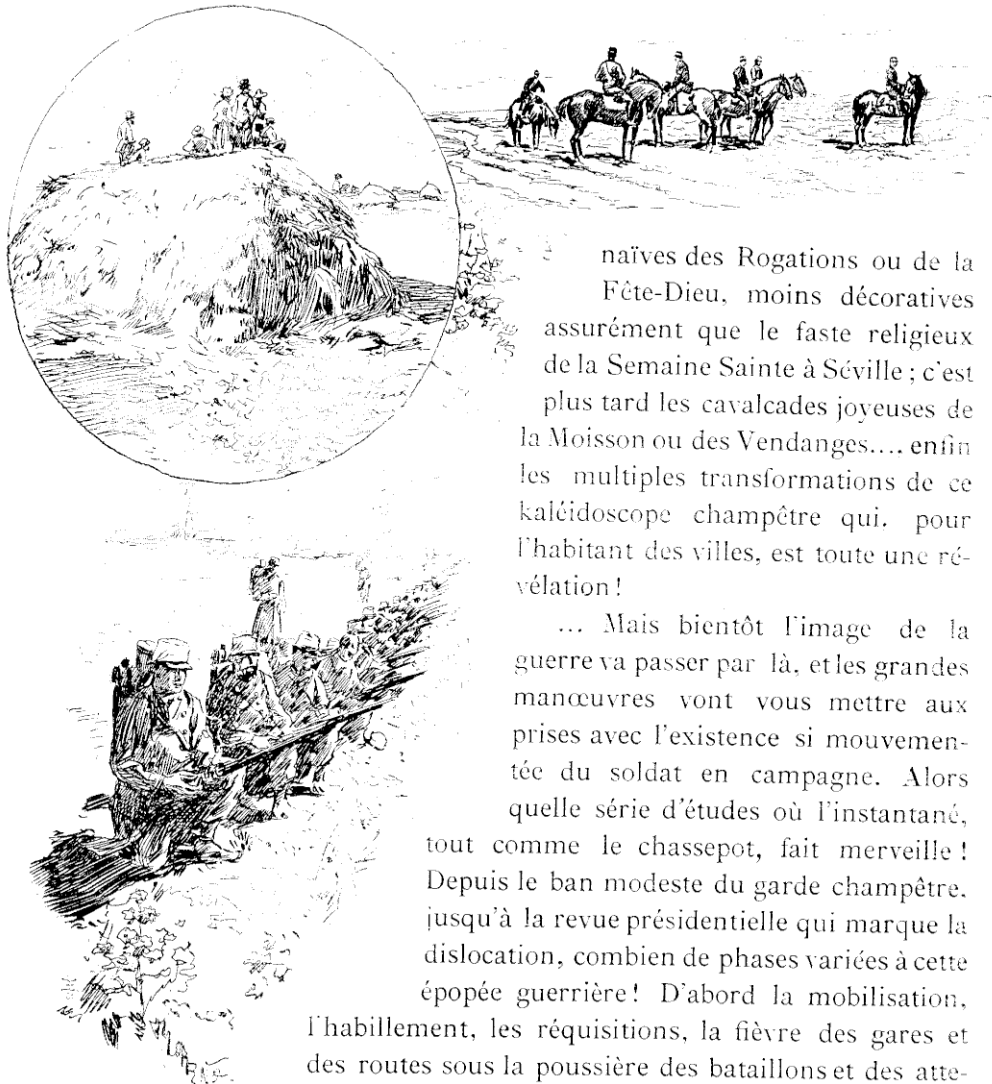 naïves des Rogations ou de la
Fête-Dieu, moins décoratives
assurément que le faste religieux
de la Semaine Sainte à Séville ; c'est
plus tard les cavalcades joyeuses de
la Moisson ou des Vendanges.... enfin
les multiples transformations de ce
kaléidoscope champêtre qui, pour
l'habitant des villes, est toute une ré-
vélation !
... Mais bientôt l'image de la
guerre va passer par là, et les grandes
manœuvres vont vous mettre aux
prises avec l'existence si mouvemen-
tée du soldat en campagne. Alors
quelle série d'études où l'instantané,
tout comme le chassepot, fait merveille !
Depuis le ban modeste du garde champêtre,
jusqu'à la revue présidentielle qui marque la
dislocation, combien de phases variées à cette
épopée guerrière ! D'abord la mobilisation,
l'habillement, les réquisitions, la fièvre des gares et
des routes sous la poussière des bataillons et des atte-